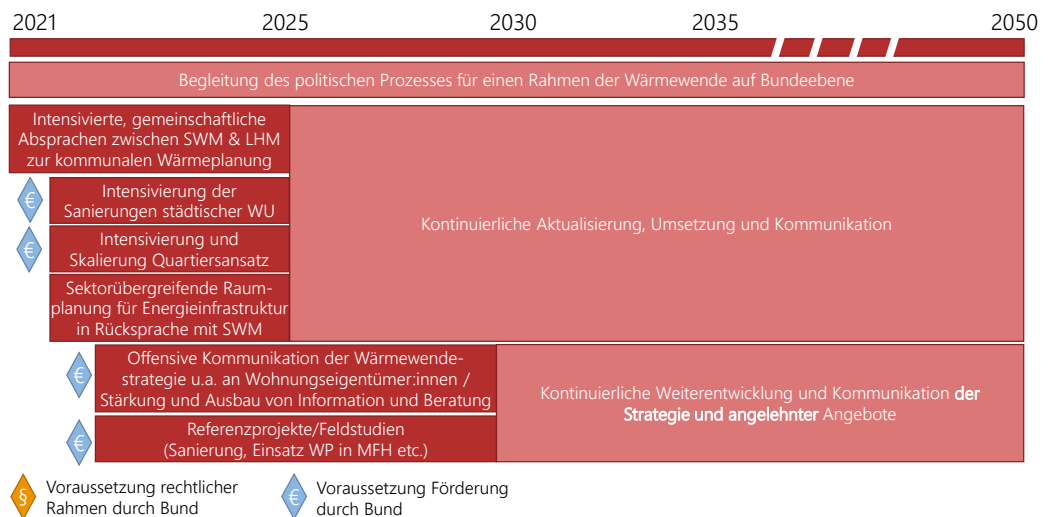 2021 2025 2030 2035 2050
Begleitung des politischen Prozesses für einen Rahmen der Wärmewende auf Bundeebene
Intensivierte, gemeinschaftliche
Absprachen zwischen SWM & LHM
zur kommunalen Wärmeplanung
€
Intensivierung der
Sanierungen städtischer WU
€
Intensivierung und
Skalierung Quartiersansatz
Sektorübergreifende Raum-
planung für Energieinfrastruktur
in Rücksprache mit SWM
Kontinuierliche Aktualisierung, Umsetzung und Kommunikation
€
Offensive Kommunikation der Wärmewende-
strategie u.a. an Wohnungseigentümer:innen /
Stärkung und Ausbau von Information und Beratung
€
Referenzprojekte/Feldstudien
(Sanierung, Einsatz WP in MFH etc.)
Kontinuierliche Weiterentwicklung und Kommunikation der
Strategie und angelehnter Angebote
§
Voraussetzung rechtlicher
Rahmen durch Bund
€
Voraussetzung Förderung
durch Bund